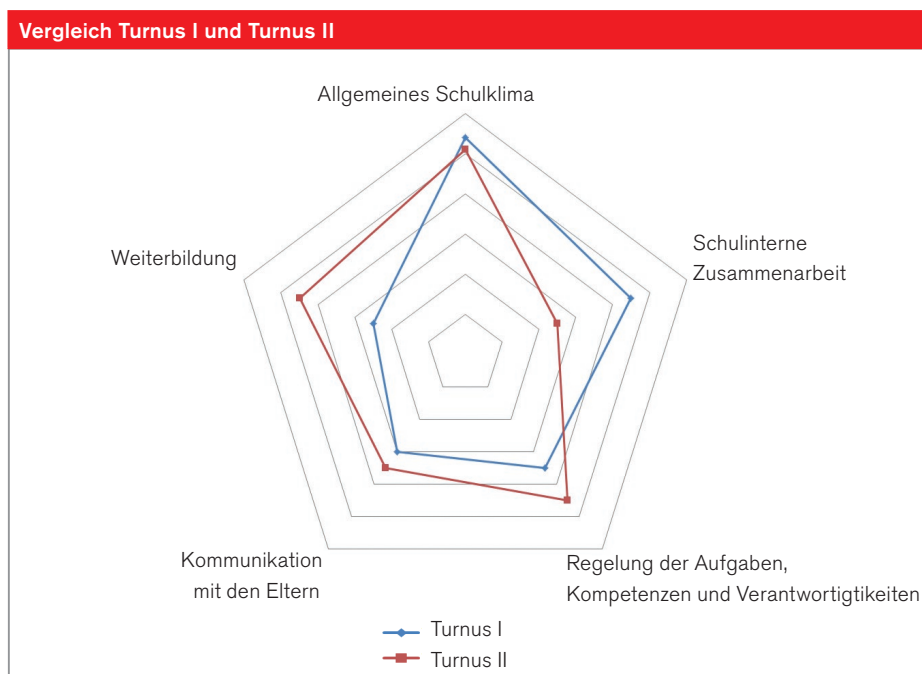 Vergleich Turnus I und Turnus II
Allgemeines Schulklima
Schulinterne
Zusammenarbeit
Weiterbildung
Kommunikation
mit den Eltern
Regelung der Aufgaben,
Kompetenzen und Verantwortigtikeiten
Turnus I
Turnus II